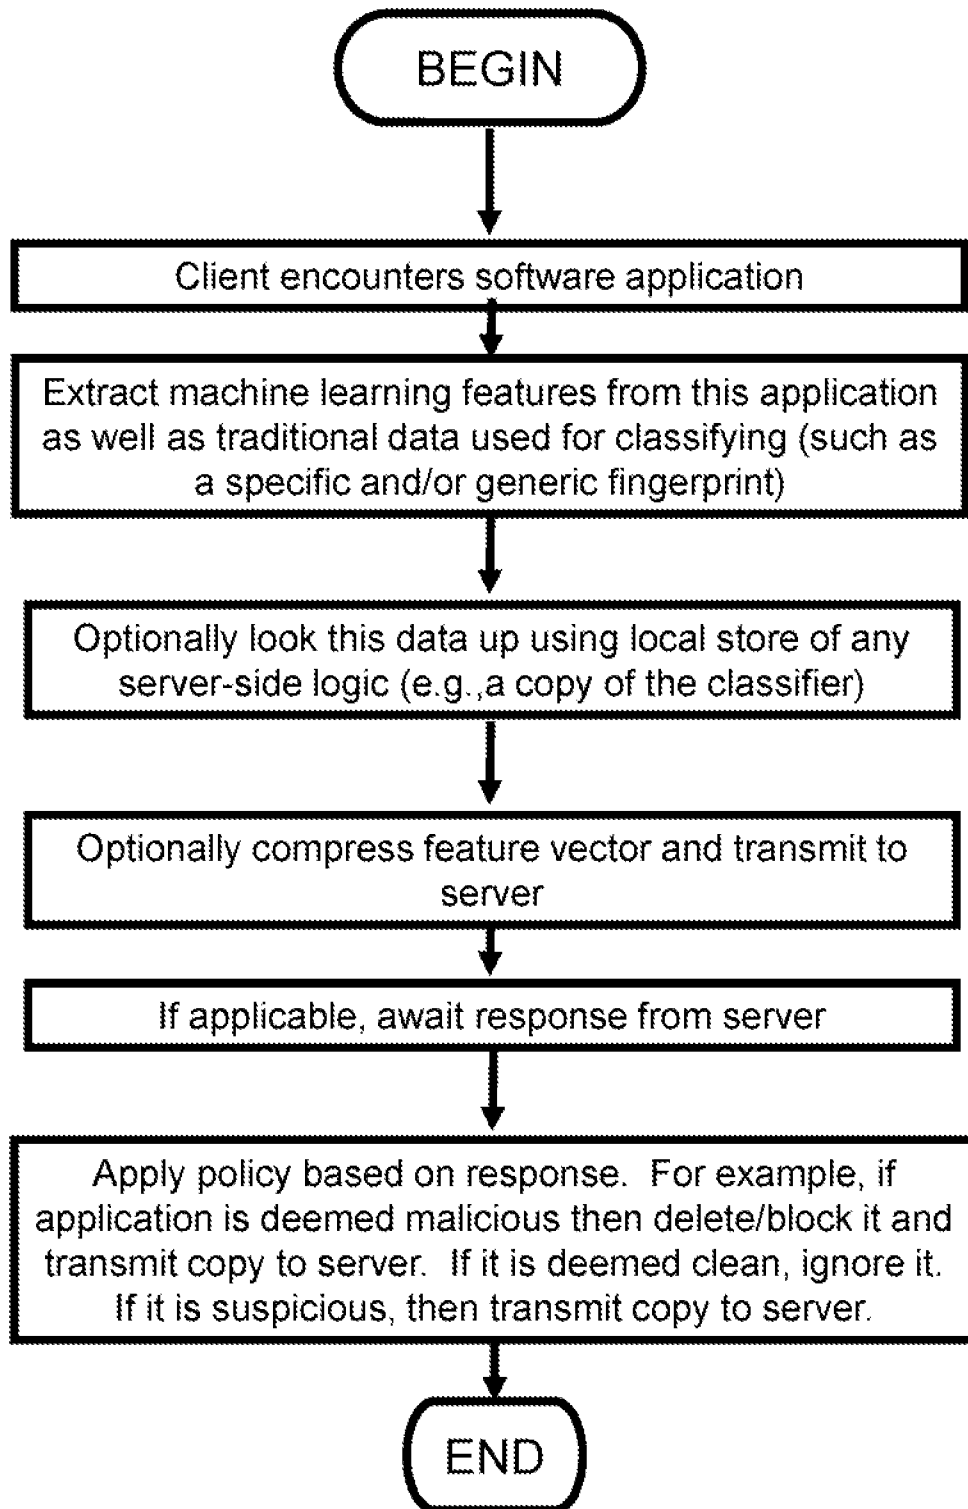 BEGIN
Client encounters software application
Extract machine learning features from this application
as well as traditional data used for classifying (such as
a specific and/or generic fingerprint)
Optionally look this data up using local store of any
server-side logic (e.g.,a copy of the classifier)
Optionally compress feature vector and transmit to
server
If applicable, await response from server
Apply policy based on response.  For example, if
application is deemed malicious then delete/block it and
transmit copy to server.  If it is deemed clean, ignore it.
If it is suspicious, then transmit copy to server.
END